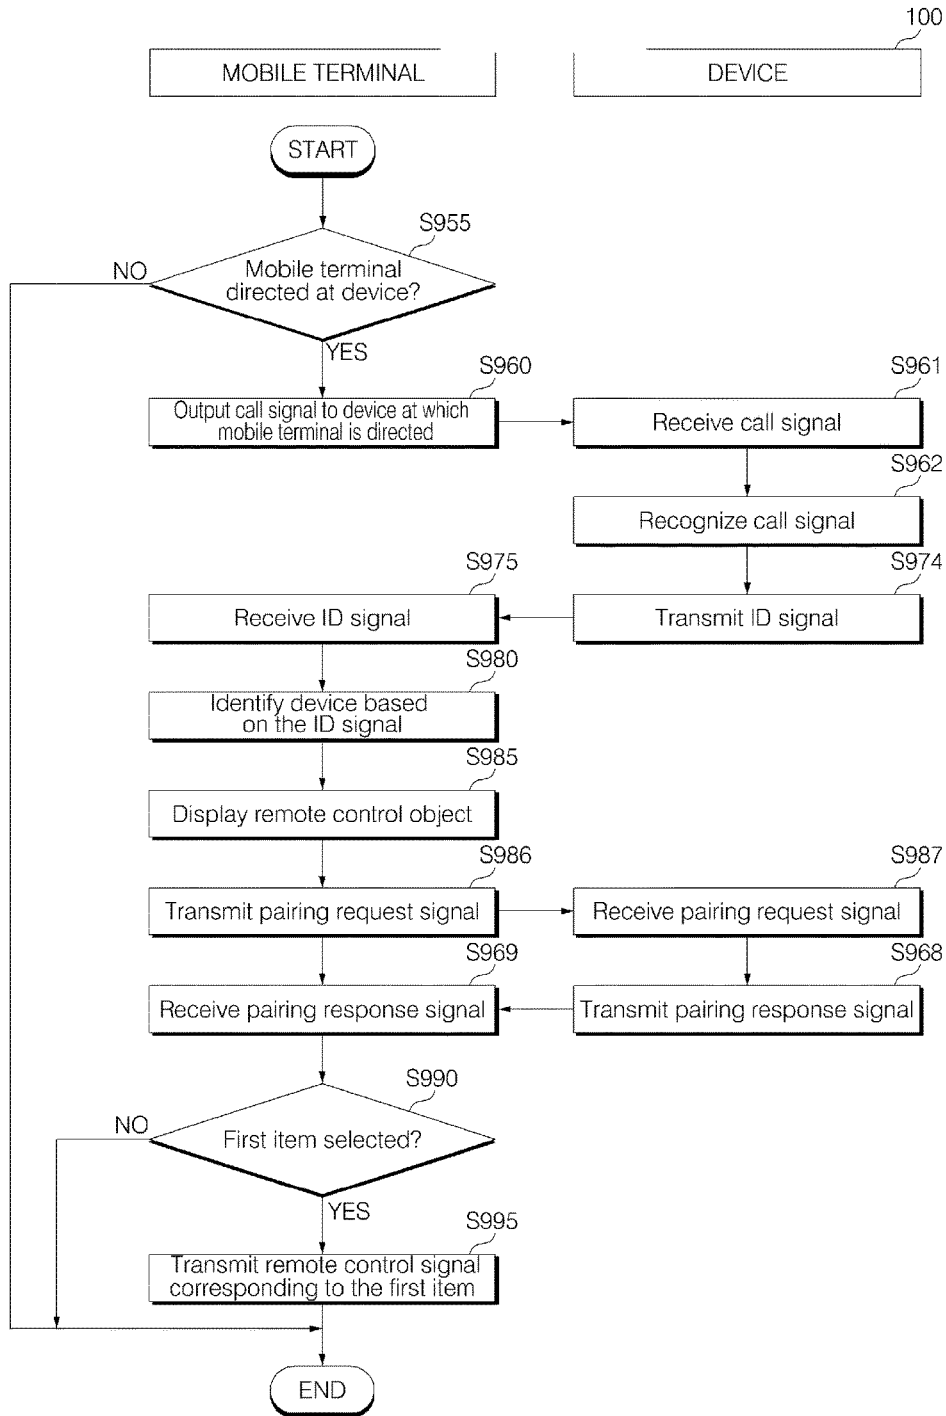 100
MOBILE TERMINAL
DEVICE
START
S955
NO
Mobile terminal
directed at device?
YES
S960
S961
Output call signal to device at which
mobile terminal is directed
Receive call signal
S962
Recognize call signal
S975
S974
Receive ID signal
Transmit ID signal
S980
Identify device based
on the ID signal
S985
Display remote control object
S986
S987
Transmit pairing request signal
Receive pairing request signal
S969
S968
Receive pairing response signal
Transmit pairing response signal
S990
NO
First item selected?
YES
S995
Transmit remote control signal
corresponding to the first item
END